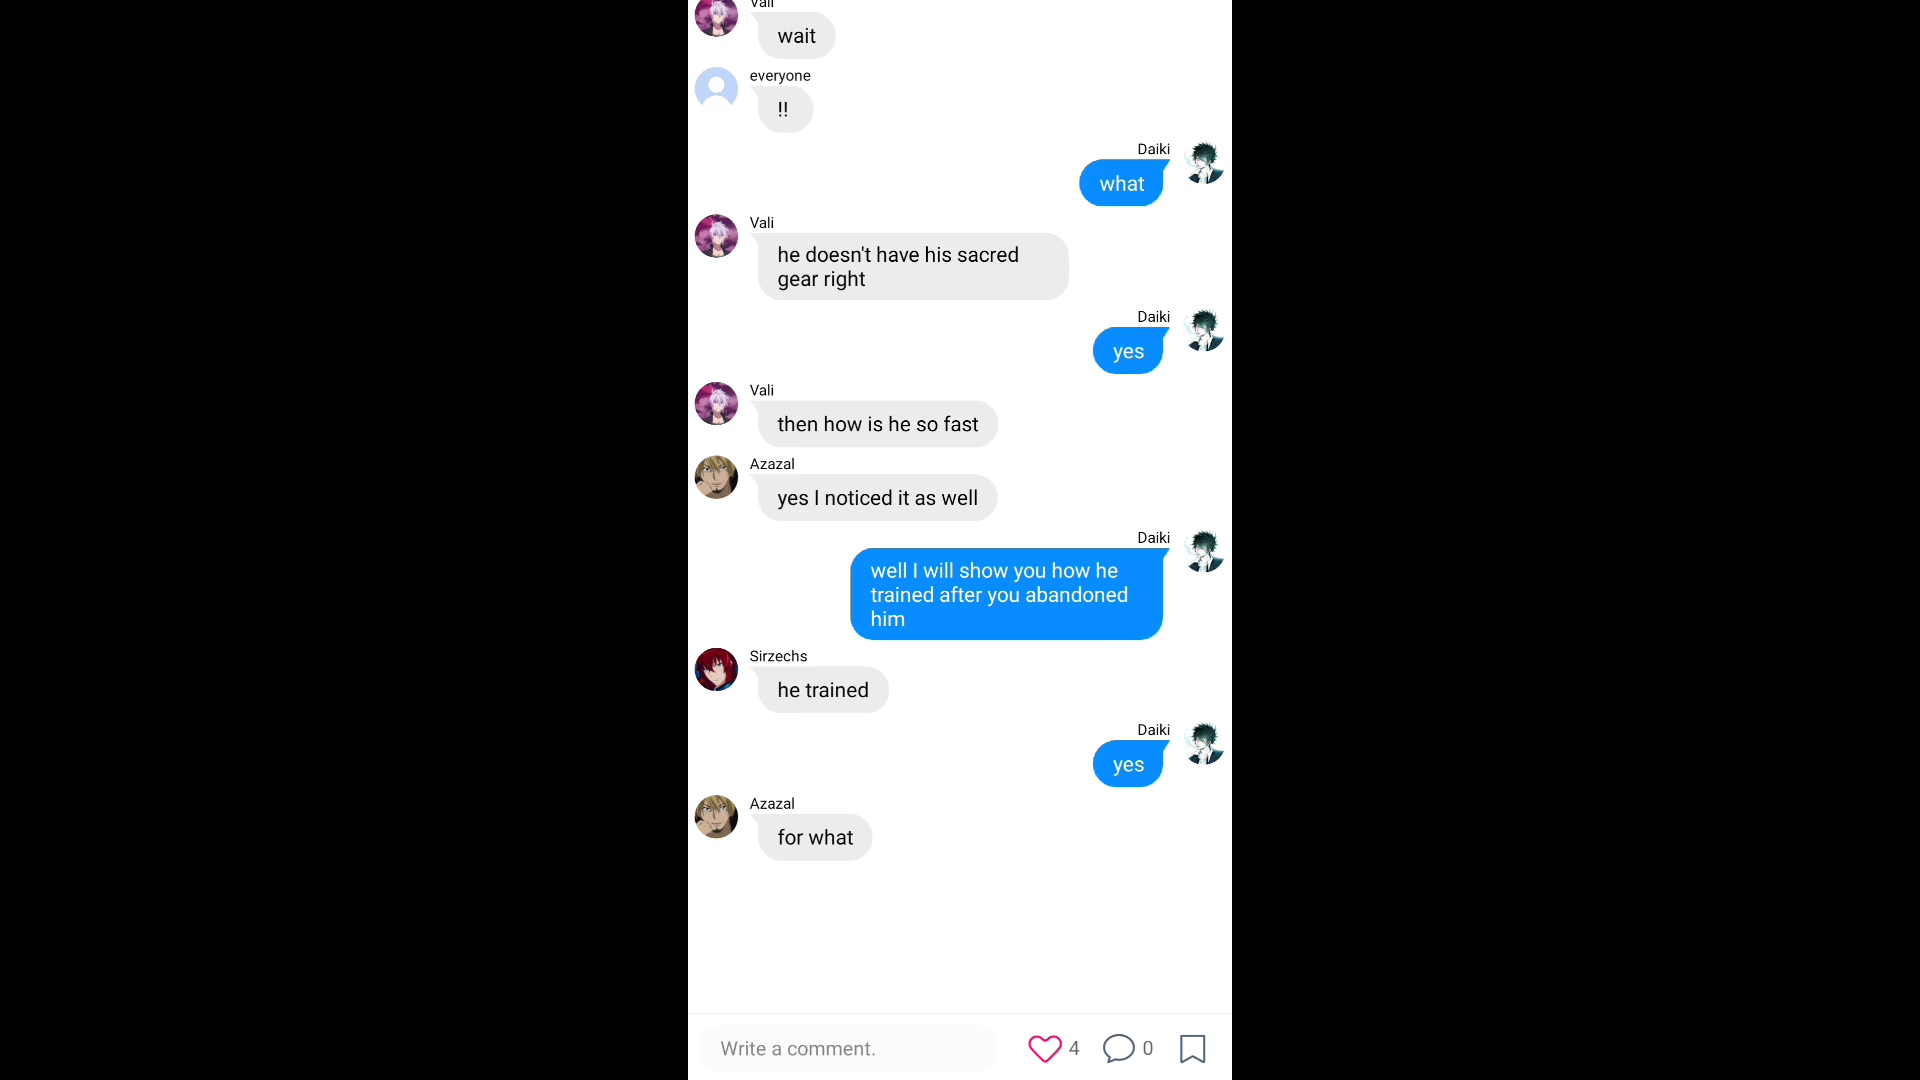 Vali
wait
everyone
!!
Daiki
what
Vali
he doesn't have his sacred
gear right
Daiki
yes
Vali
then how is he so fast
Azazal
yes I noticed it as well
Daiki
well I will show you how he
trained after you abandoned
him
Sirzechs
he trained
Daiki
yes
Azazal
for what
Write a comment.
4
0